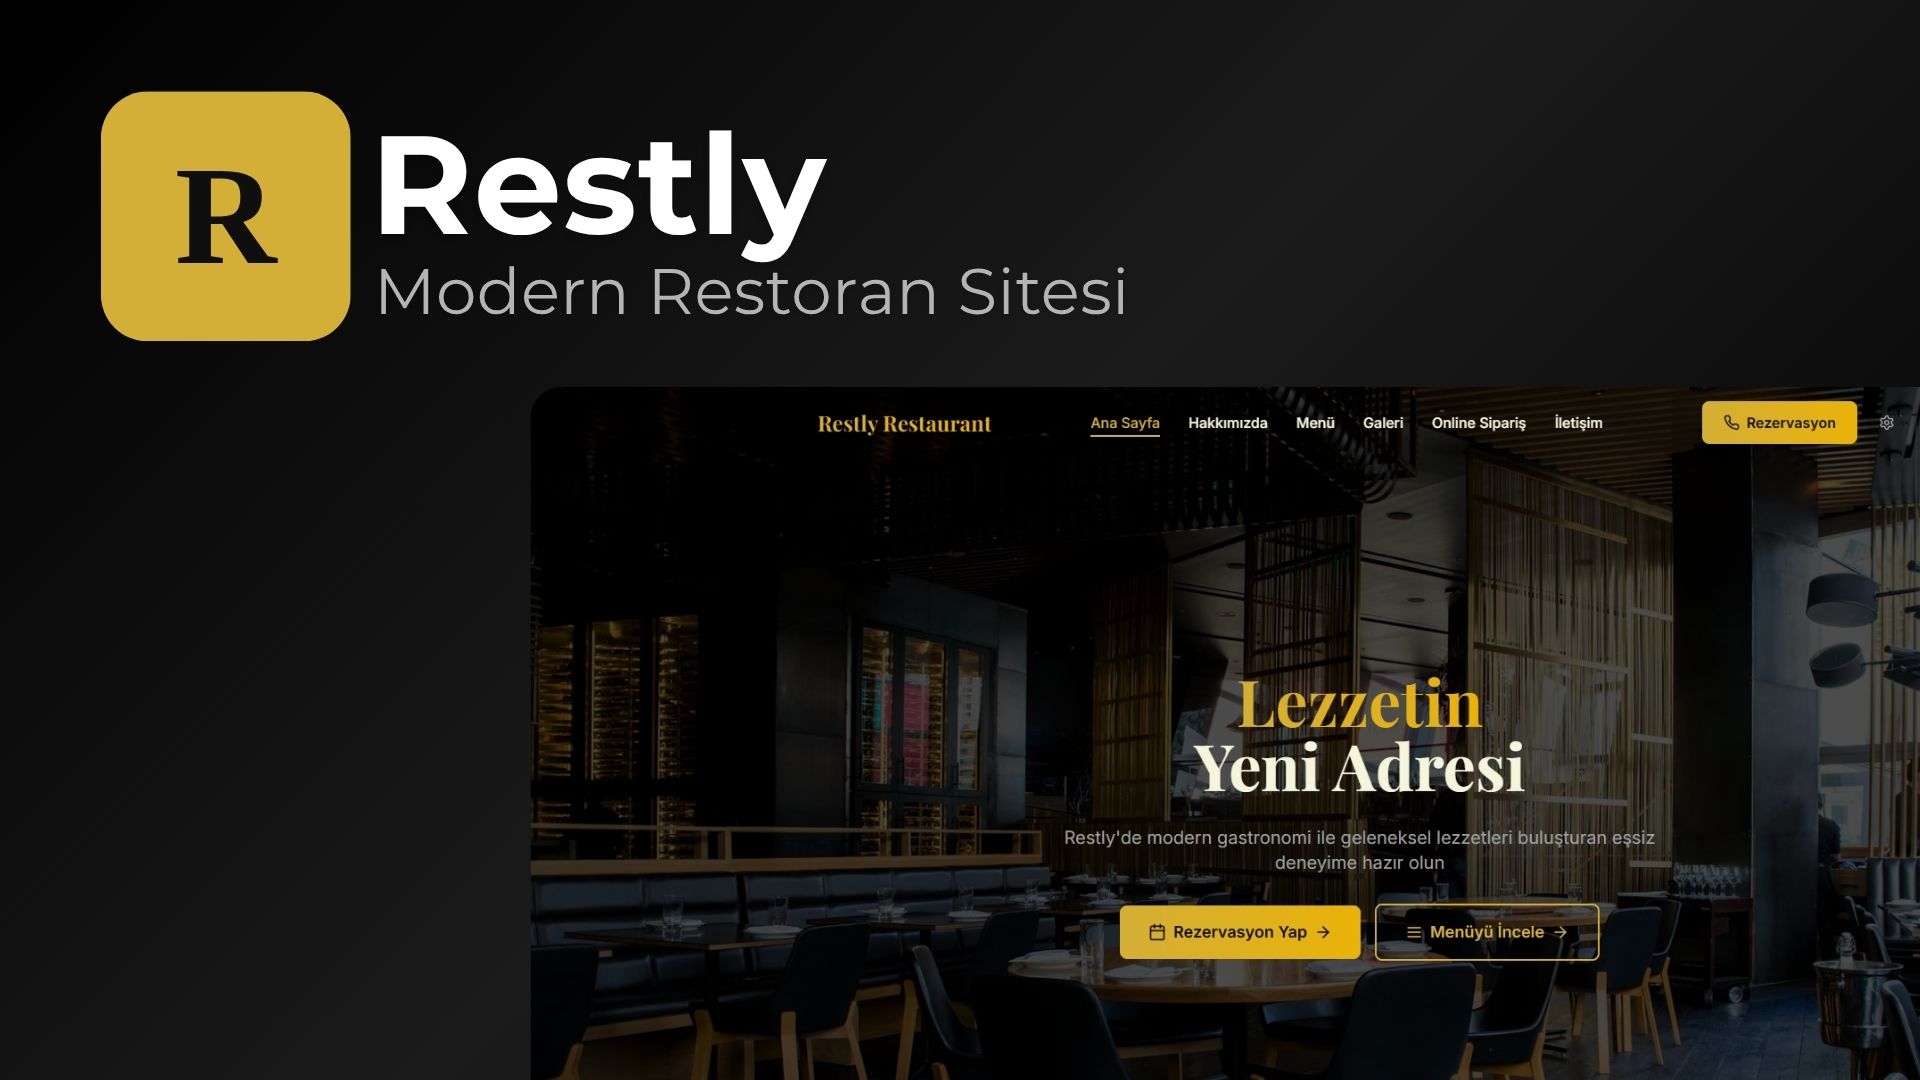 R
Restly
Modern Restoran Sitesi
Restly Restaurant
Ana Sayfa
Hakkımızda
Menü
Galeri
Online Sipariş
İletişim
Rezervasyon
Lezzetin
Yeni Adresi
Restly'de modern gastronomi ile geleneksel lezzetleri buluşturan eşsiz
deneyime hazır olun
Rezervasyon Yap
Menüyü İncele